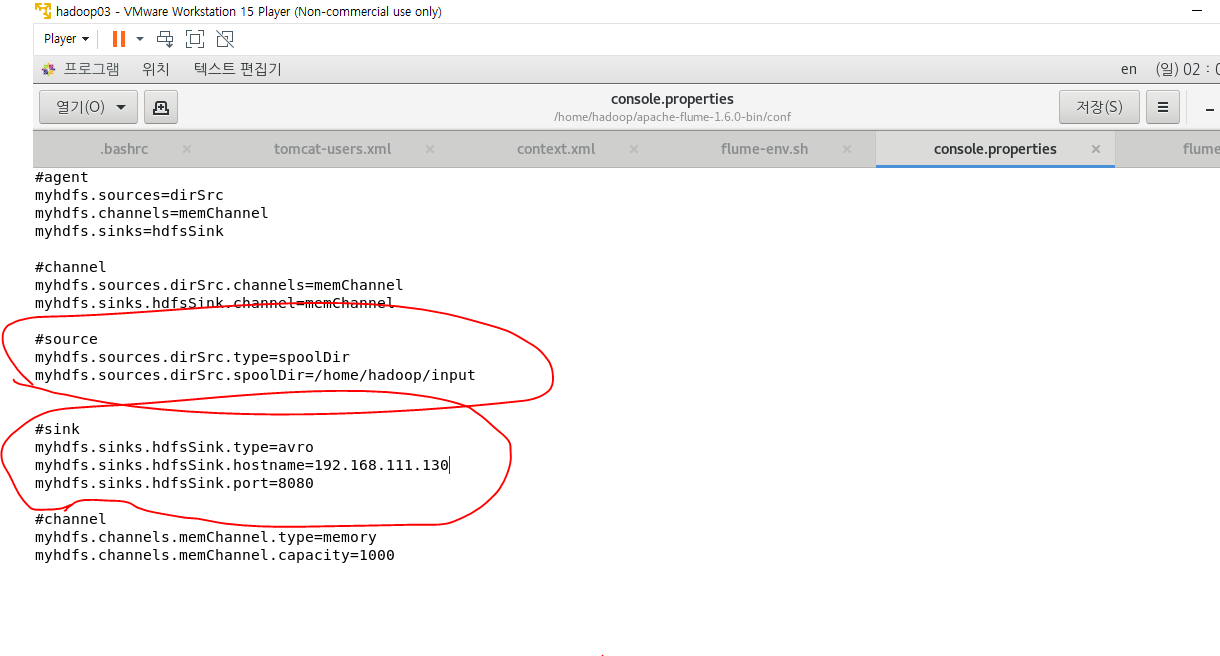 hadoop03 - VMware Workstation 15 Player (Non-commercial use only)
Player
프로그램 위치 텍스트 편집기 en (일) 02 :
열기(O) console.properties 저장(S)
/home/hadoop/apache-flume-1.6.0-bin/conf
.bashrc tomcat-users.xml context.xml flume-env.sh console.properties flume
#agent
myhdfs.sources=dirSrc
myhdfs.channels=memChannel
myhdfs.sinks=hdfsSink
#channel
myhdfs.sources.dirSrc.channels=memChannel
myhdfs.sinks.hdfsSink.channel=memChannel
#source
myhdfs.sources.dirSrc.type=spoolDir
myhdfs.sources.dirSrc.spoolDir=/home/hadoop/input
#sink
myhdfs.sinks.hdfsSink.type=avro
myhdfs.sinks.hdfsSink.hostname=192.168.111.130
myhdfs.sinks.hdfsSink.port=8080
#channel
myhdfs.channels.memChannel.type=memory
myhdfs.channels.memChannel.capacity=1000